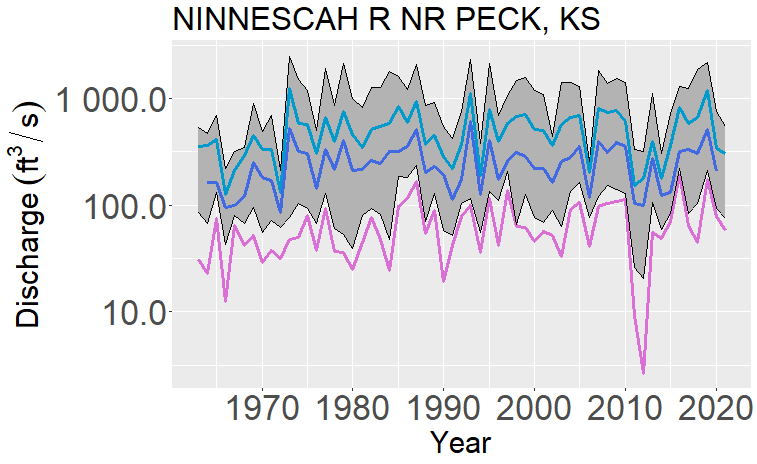 NINNESCAH R NR PECK, KS
Discharge (ft³/s)
1 000.0
100.0
10.0
1970 1980 1990 2000 2010 2020
Year